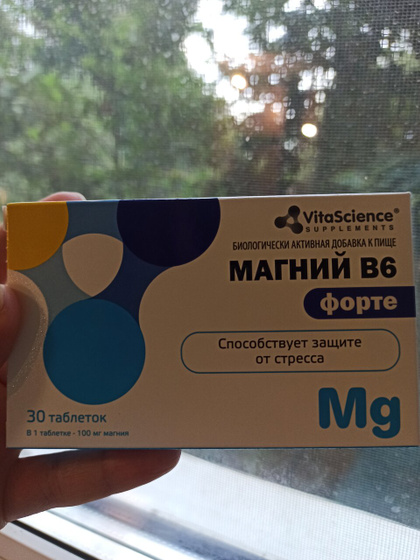 VitaScience®
SUPPLEMENTS
БИОЛОГИЧЕСКИ АКТИВНАЯ ДОБАВКА К ПИЩЕ
МАГНИЙ В6
форте
Способствует защите
от стресса
Mg
30 таблеток
В 1 таблетке - 100 мг магния